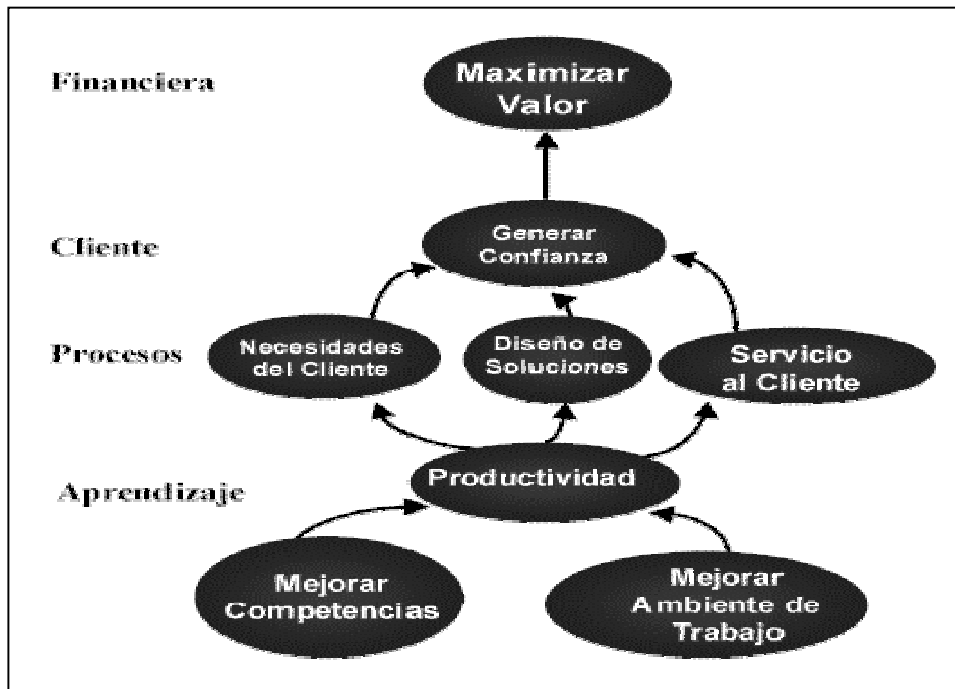 Financiera
Maximizar
Valor
Cliente
Generar
Confianza
Procesos
Necesidades
del Cliente
Diseño de
Soluciones
Servicio
al Cliente
Aprendizaje
Productividad
Mejorar
Competencias
Mejorar
Ambiente de
Trabajo